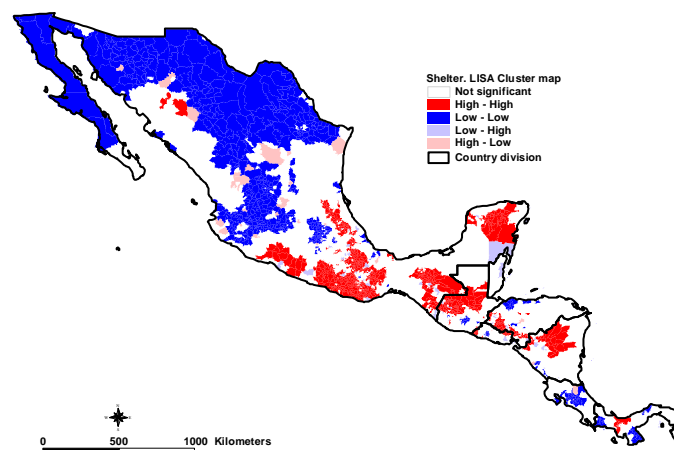 Shelter. LISA Cluster map
Not significant
High - High
Low - Low
Low - High
High - Low
Country division
0 500 1000 Kilometers